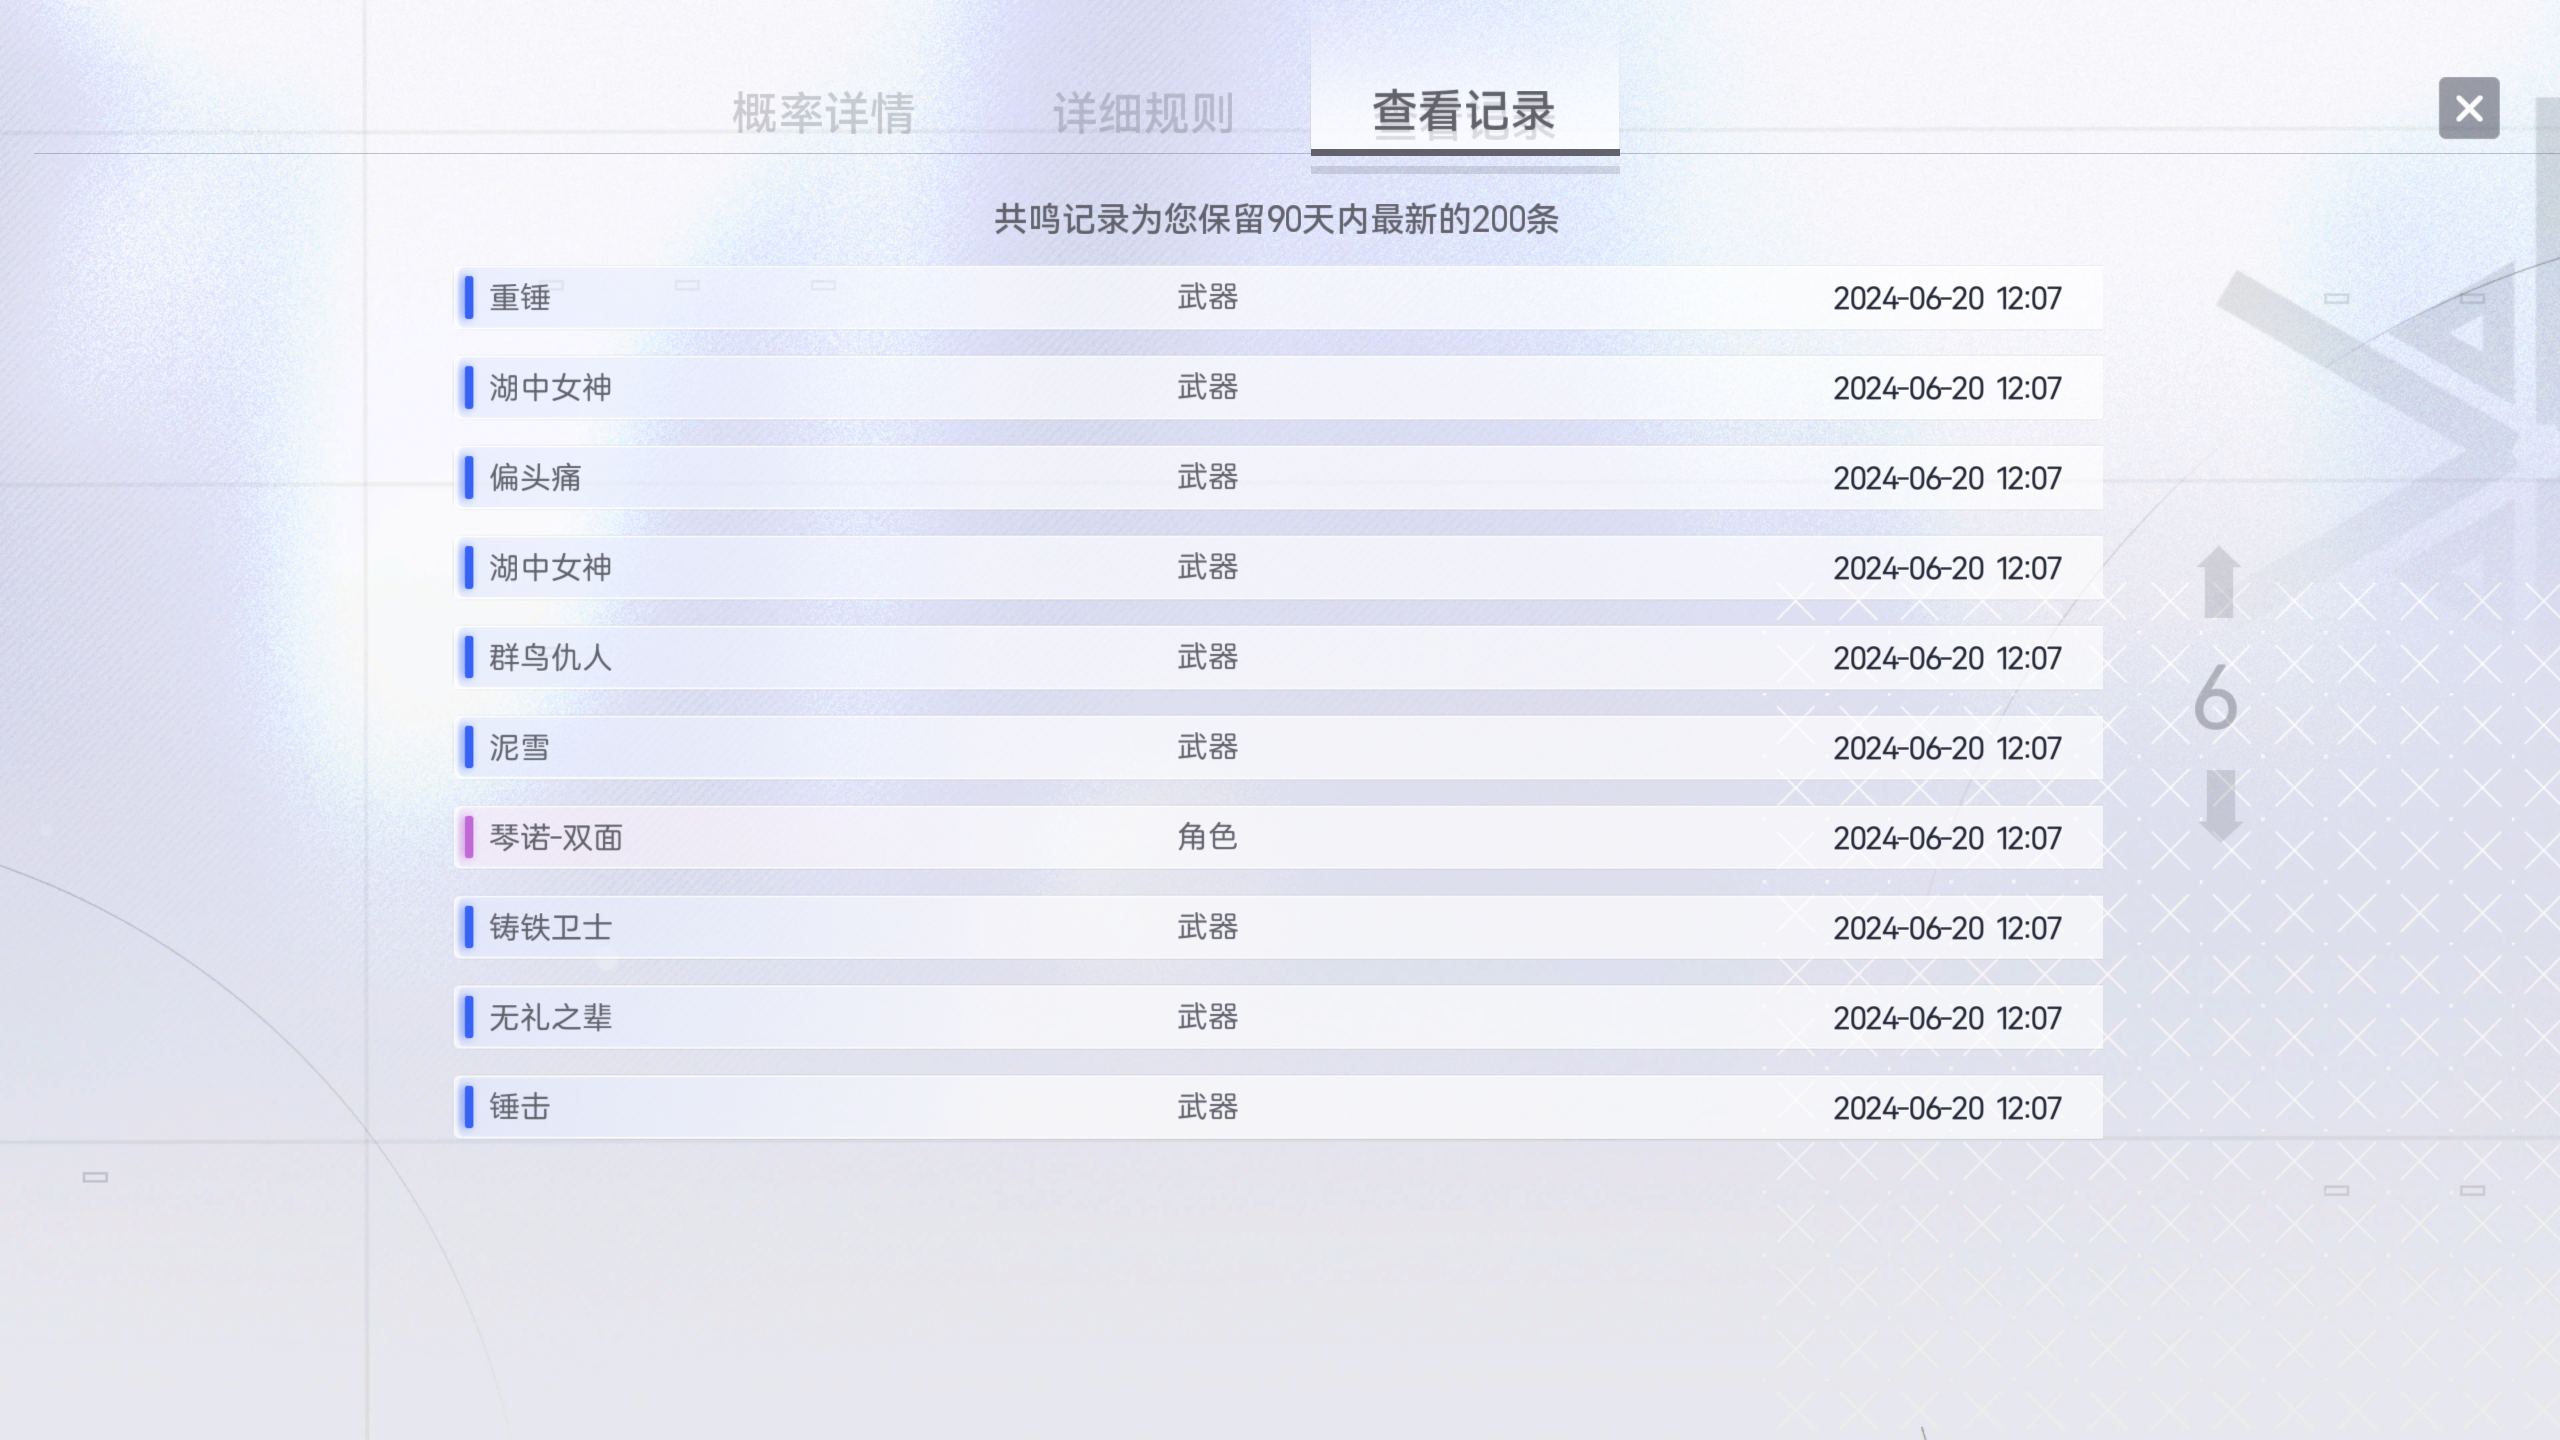 概率详情 详细规则 查看记录
共鸣记录为您保留90天内最新的200条
重锤 武器 2024-06-20 12:07
湖中女神 武器 2024-06-20 12:07
偏头痛 武器 2024-06-20 12:07
湖中女神 武器 2024-06-20 12:07
群鸟仇人 武器 2024-06-20 12:07
泥雪 武器 2024-06-20 12:07
琴诺-双面 角色 2024-06-20 12:07
铸铁卫士 武器 2024-06-20 12:07
无礼之辈 武器 2024-06-20 12:07
锤击 武器 2024-06-20 12:07
6